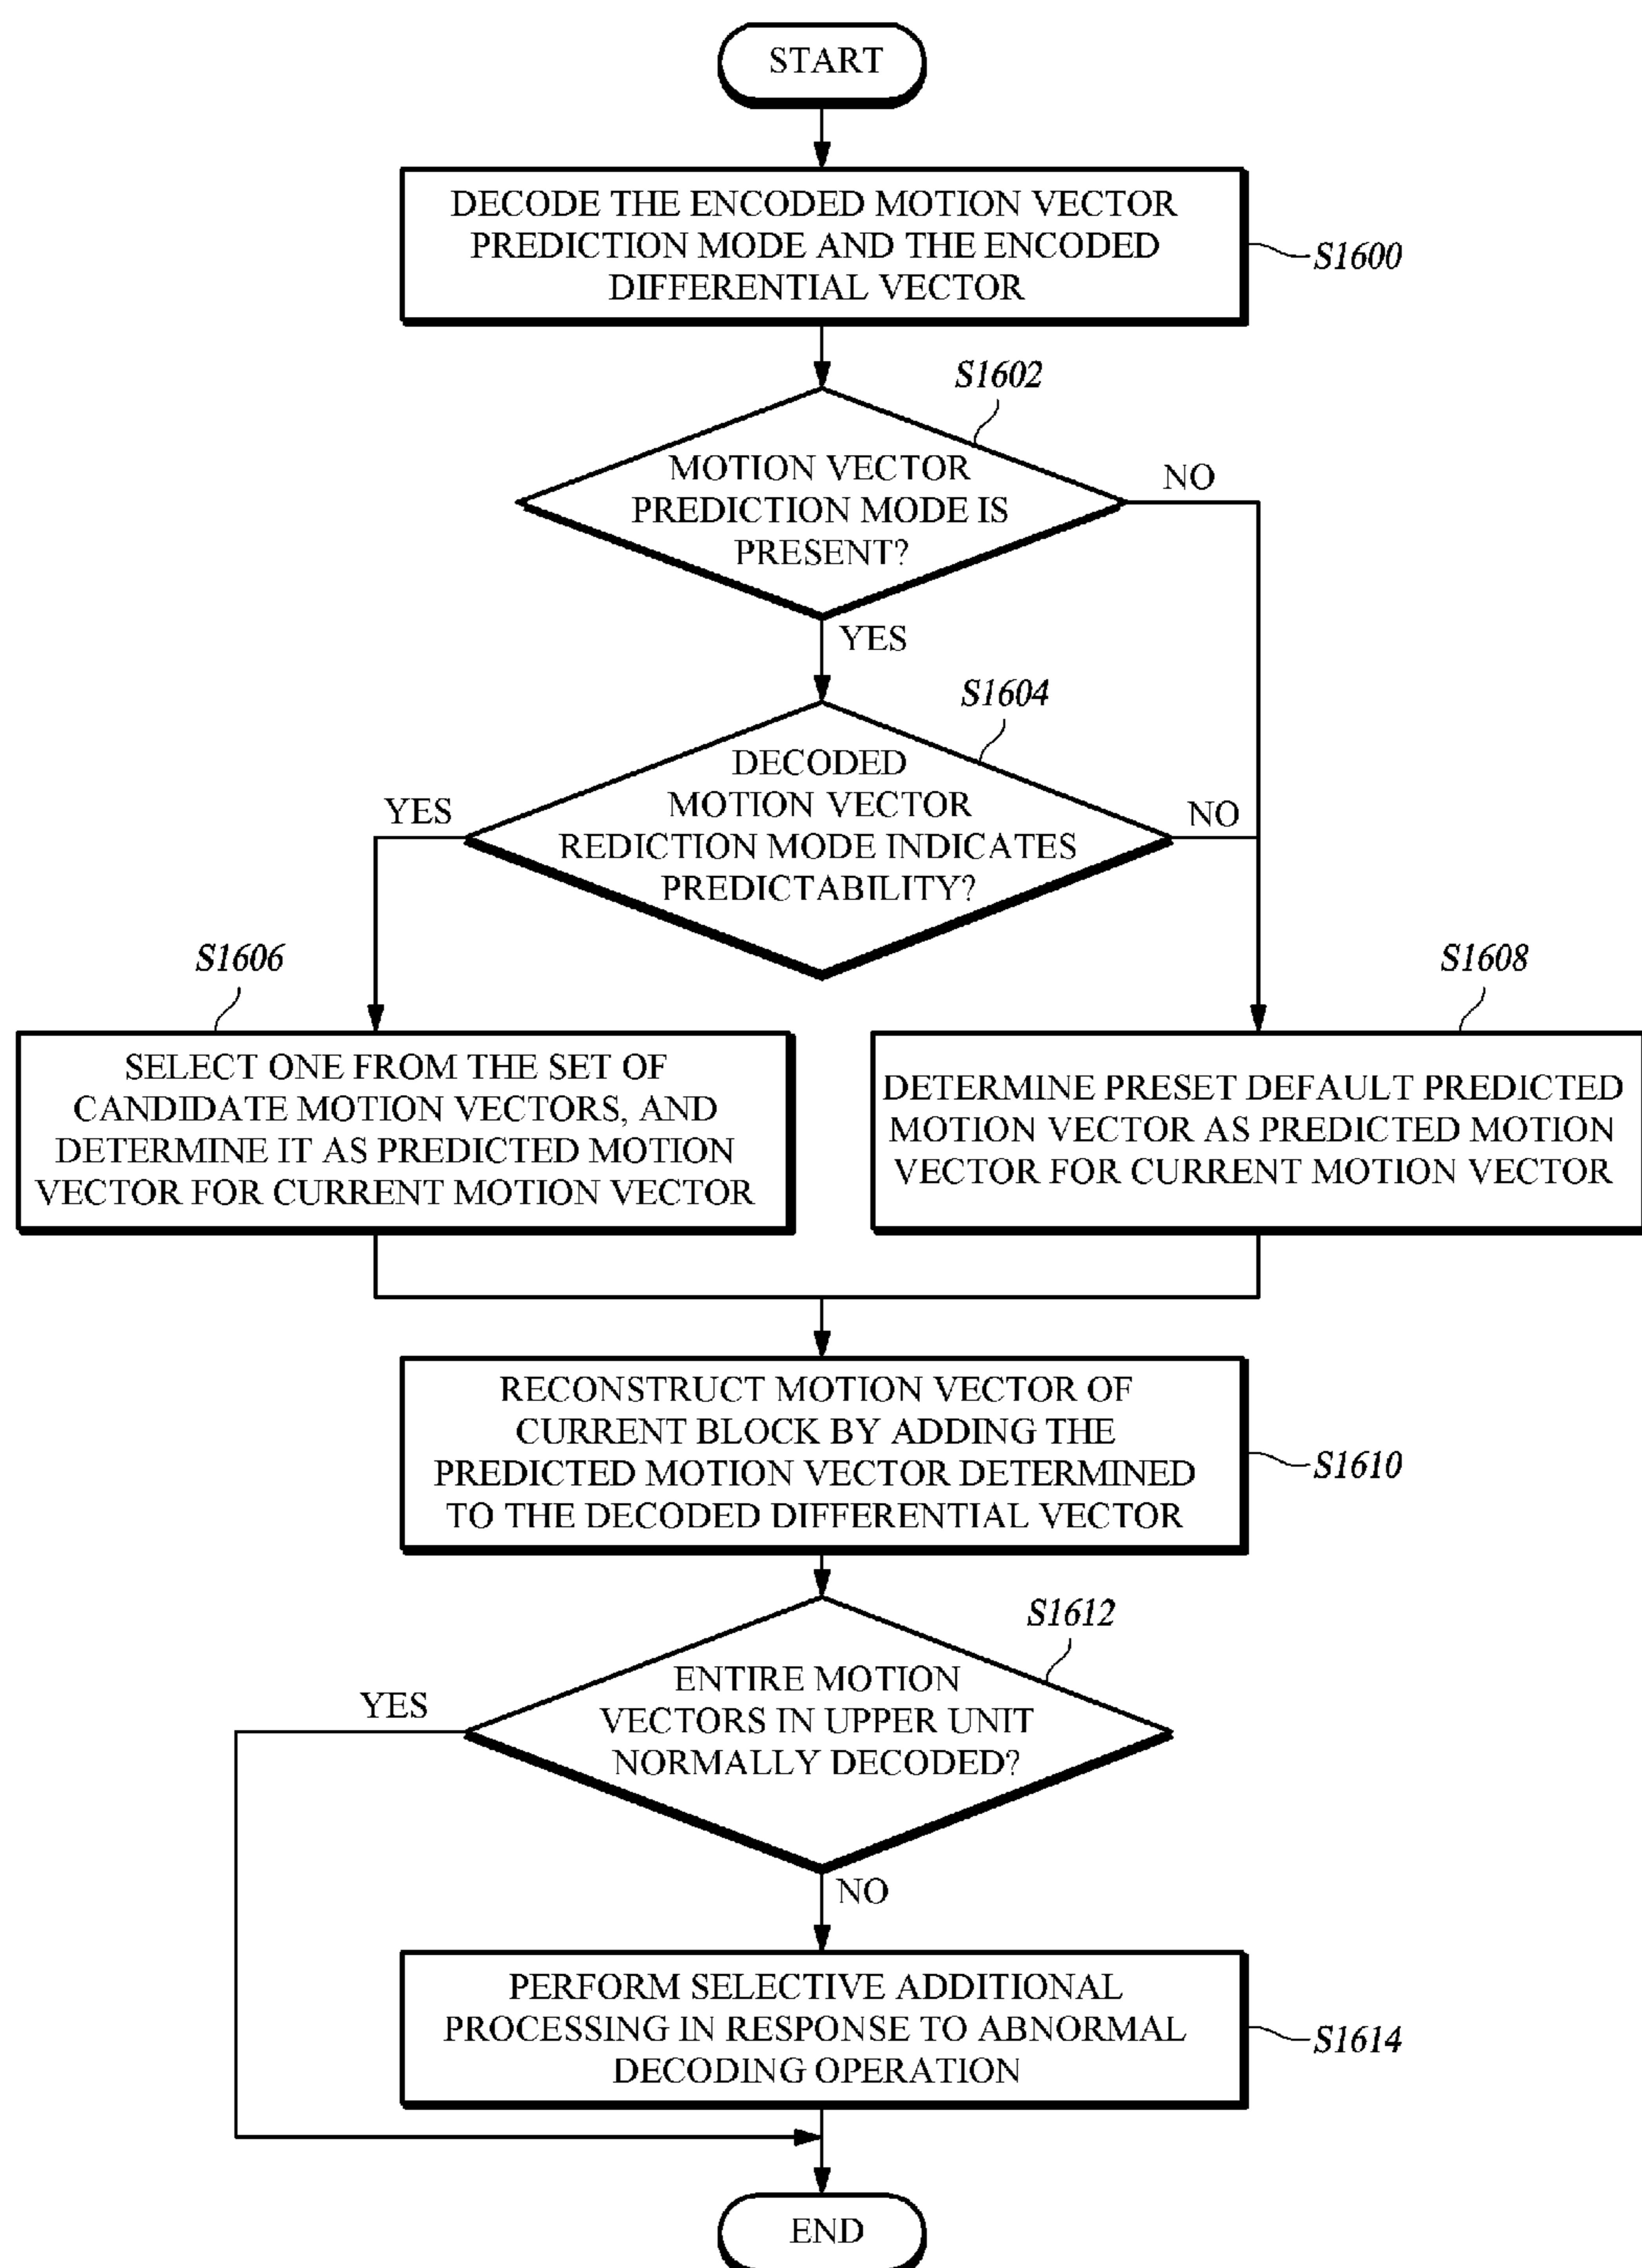 START
DECODE THE ENCODED MOTION VECTOR
PREDICTION MODE AND THE ENCODED
DIFFERENTIAL VECTOR
S1600
S1602
MOTION VECTOR
PREDICTION MODE IS
PRESENT?
NO
YES
S1604
DECODED
MOTION VECTOR
REDICTION MODE INDICATES
PREDICTABILITY?
YES
NO
S1606
S1608
SELECT ONE FROM THE SET OF
CANDIDATE MOTION VECTORS, AND
DETERMINE IT AS PREDICTED MOTION
VECTOR FOR CURRENT MOTION VECTOR
DETERMINE PRESET DEFAULT PREDICTED
MOTION VECTOR AS PREDICTED MOTION
VECTOR FOR CURRENT MOTION VECTOR
RECONSTRUCT MOTION VECTOR OF
CURRENT BLOCK BY ADDING THE
PREDICTED MOTION VECTOR DETERMINED
TO THE DECODED DIFFERENTIAL VECTOR
S1610
S1612
ENTIRE MOTION
VECTORS IN UPPER UNIT
NORMALLY DECODED?
YES
NO
PERFORM SELECTIVE ADDITIONAL
PROCESSING IN RESPONSE TO ABNORMAL
DECODING OPERATION
S1614
END